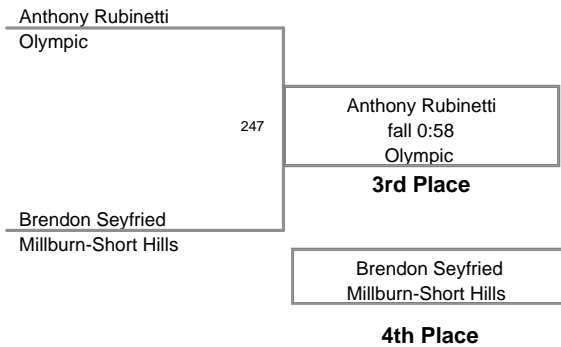 Anthony Rubinetti
Olympic
247
Anthony Rubinetti
fall 0:58
Olympic
3rd Place
Brendon Seyfried
Millburn-Short Hills
Brendon Seyfried
Millburn-Short Hills
4th Place